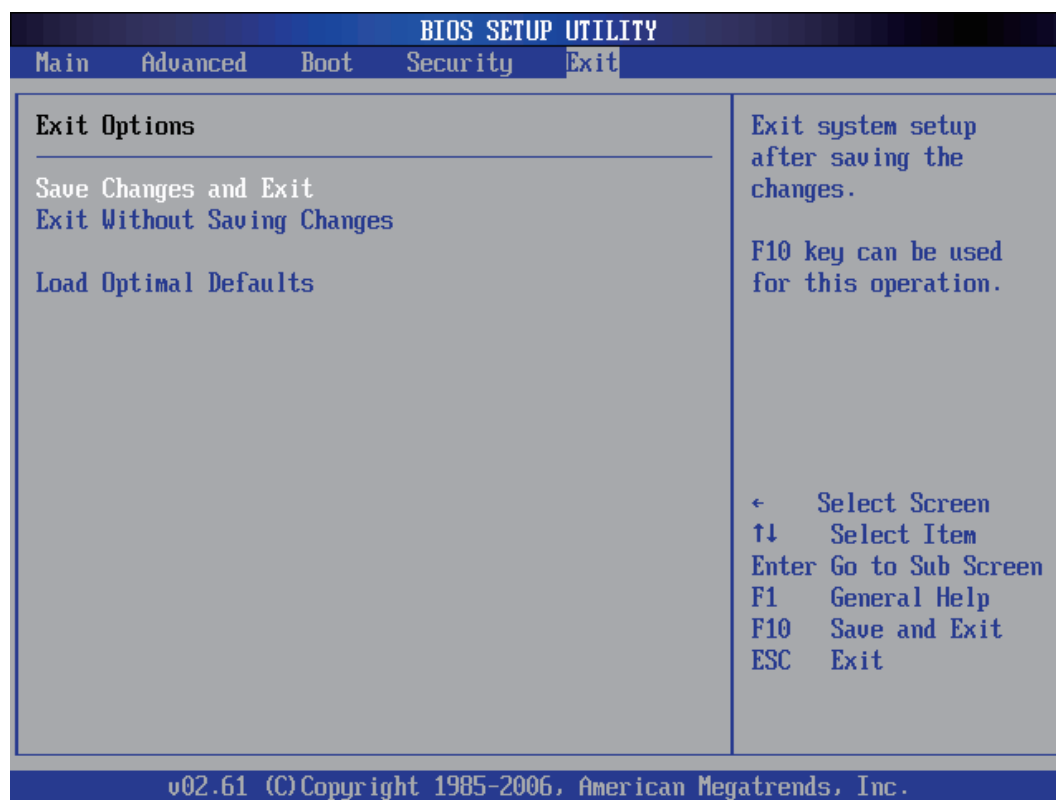 BIOS SETUP UTILITY
Main Advanced Boot Security Exit
Exit Options
Save Changes and Exit
Exit Without Saving Changes
Load Optimal Defaults
Exit system setup
after saving the
changes.
F10 key can be used
for this operation.
← Select Screen
↑↓ Select Item
Enter Go to Sub Screen
F1 General Help
F10 Save and Exit
ESC Exit
v02.61 (C)Copyright 1985-2006, American Megatrends, Inc.